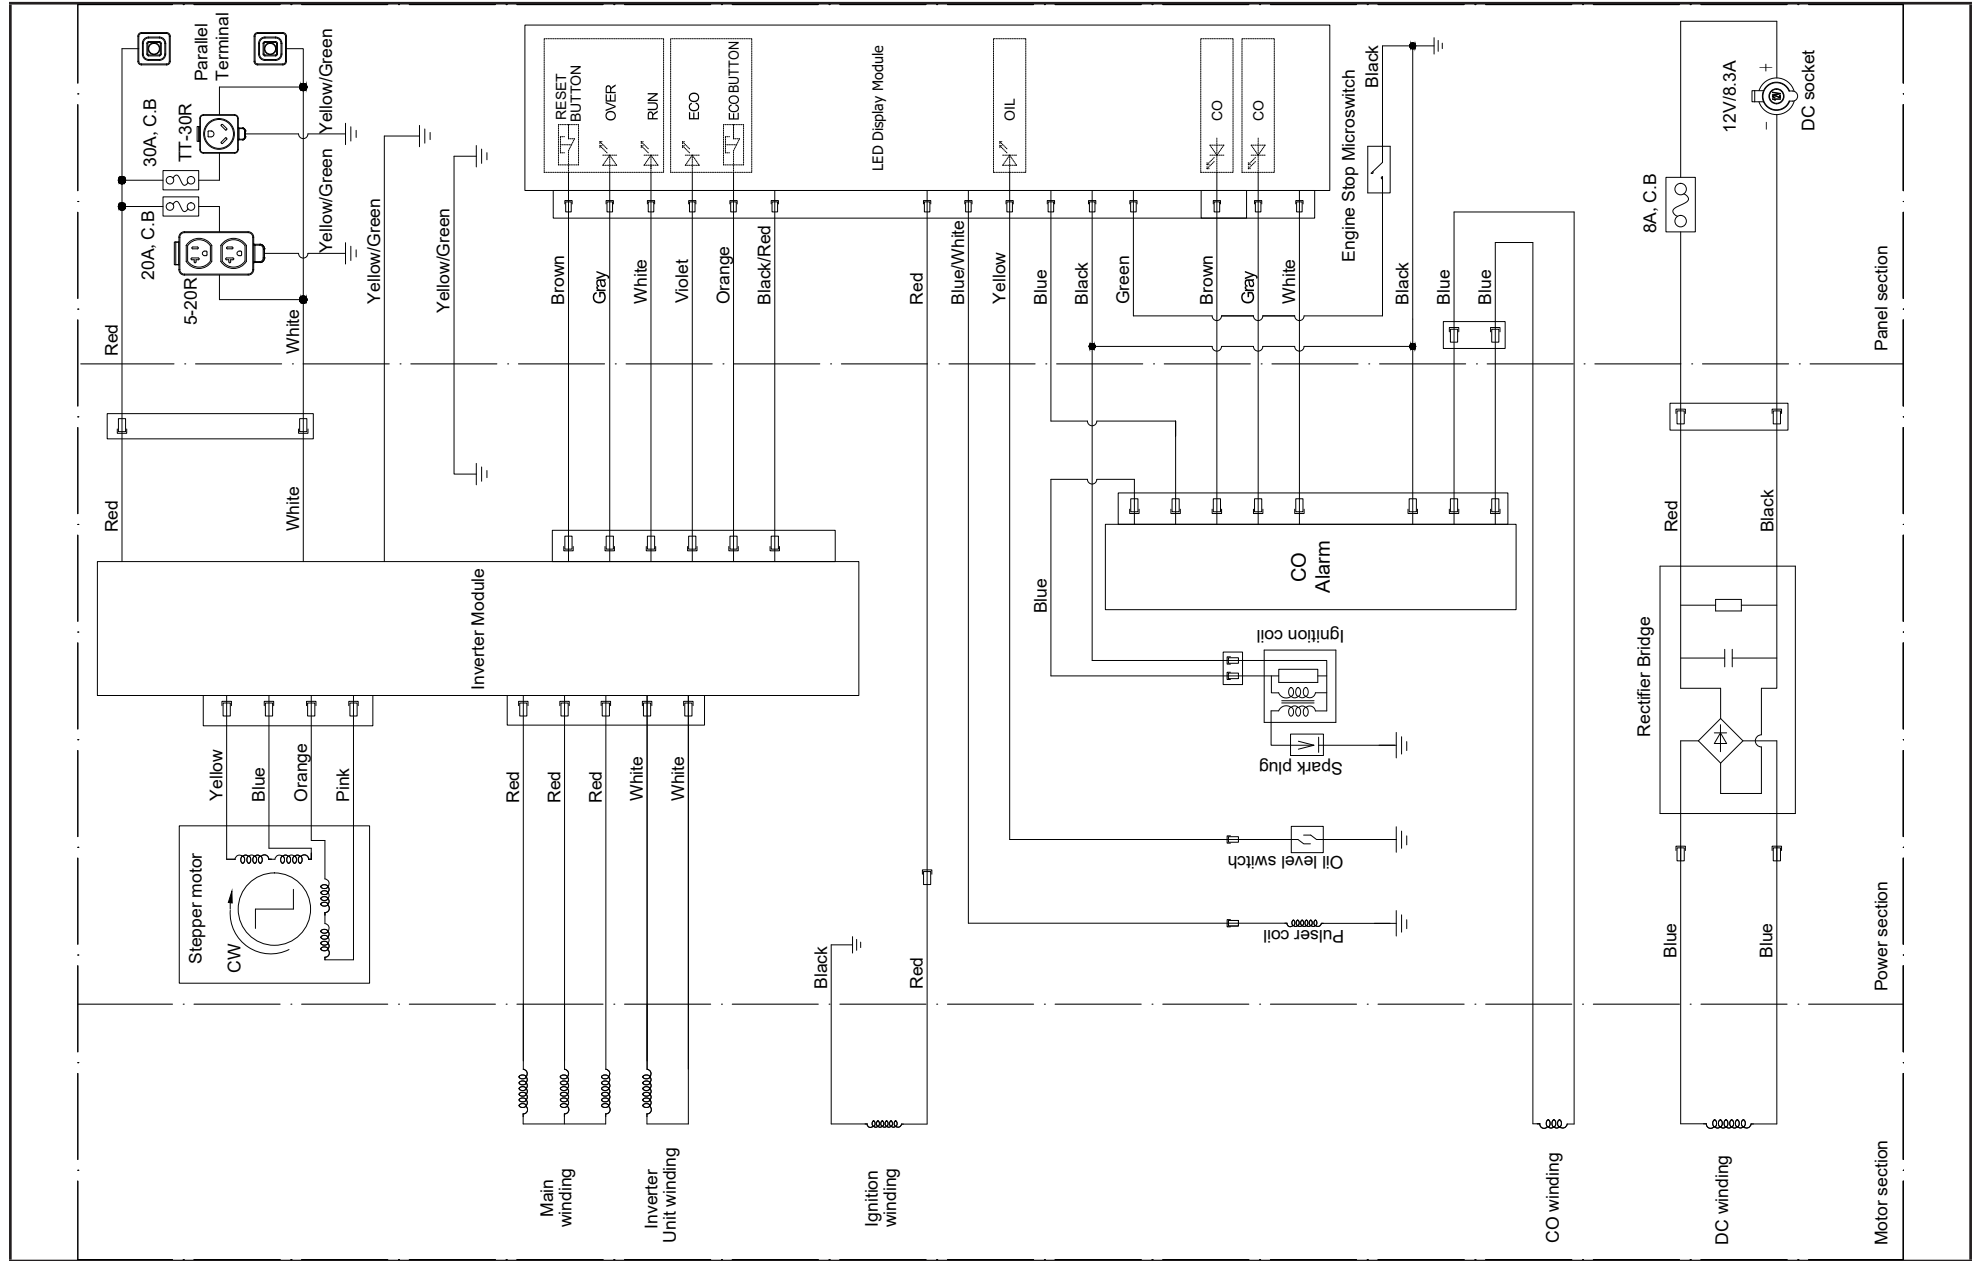 Parallel
Terminal
30A, C.B
TT-30R
20A, C.B
5-20R
Yellow/Green
Yellow/Green
Red
White
Yellow/Green
Yellow/Green
RESET
BUTTON
OVER
RUN
ECO
ECO BUTTON
OIL
CO
CO
LED Display Module
Brown
Gray
White
Violet
Orange
Black/Red
Red
Blue/White
Yellow
Blue
Black
Green
Brown
Gray
White
Engine Stop Microswitch
Black
Black
Blue
Blue
8A, C.B
12V/8.3A
+
-
DC socket
Panel section
Red
White
Inverter Module
Blue
CO
Alarm
Ignition coil
Spark plug
Oil level switch
Pulser coil
Red
Black
Rectifier Bridge
Yellow
Blue
Orange
Pink
Stepper motor
CW
Red
Red
Red
White
White
Black
Red
Blue
Blue
Power section
Main
winding
Inverter
Unit winding
Ignition
winding
CO winding
DC winding
Motor section